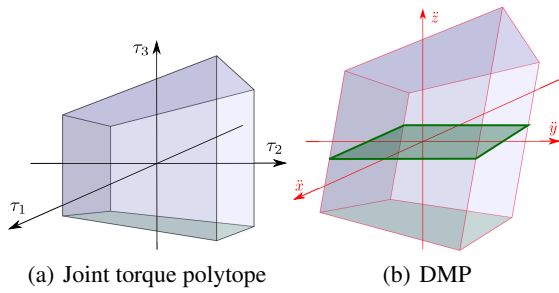 τ₃
τ₂
τ₁
z̈
ÿ
ẍ
(a) Joint torque polytope
(b) DMP